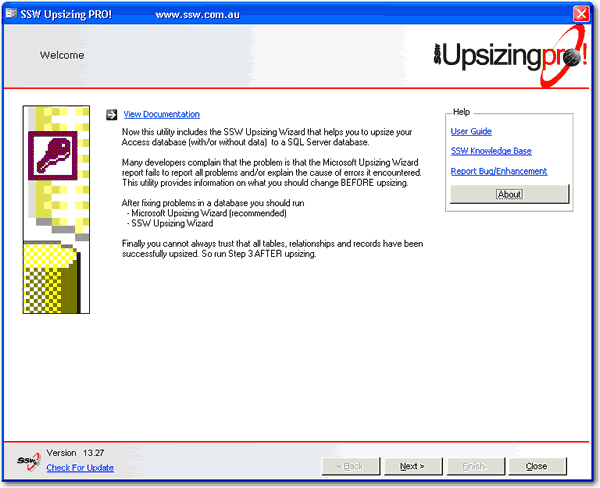 SSW Upsizing PRO! www.ssw.com.au
Welcome
SSW Upsizingpro!
View Documentation
Now this utility includes the SSW Upsizing Wizard that helps you to upsize your
Access database (with/or without data) to a SQL Server database.
Many developers complain that the problem is that the Microsoft Upsizing Wizard
report fails to report all problems and/or explain the cause of errors it encountered.
This utility provides information on what you should change BEFORE upsizing.
After fixing problems in a database you should run
- Microsoft Upsizing Wizard (recommended)
- SSW Upsizing Wizard
Finally you cannot always trust that all tables, relationships and records have been
successfully upsized. So run Step 3 AFTER upsizing.
Help
User Guide
SSW Knowledge Base
Report Bug/Enhancement
About
SSW
Version 13.27
Check For Update
< Back
Next >
Finish
Close